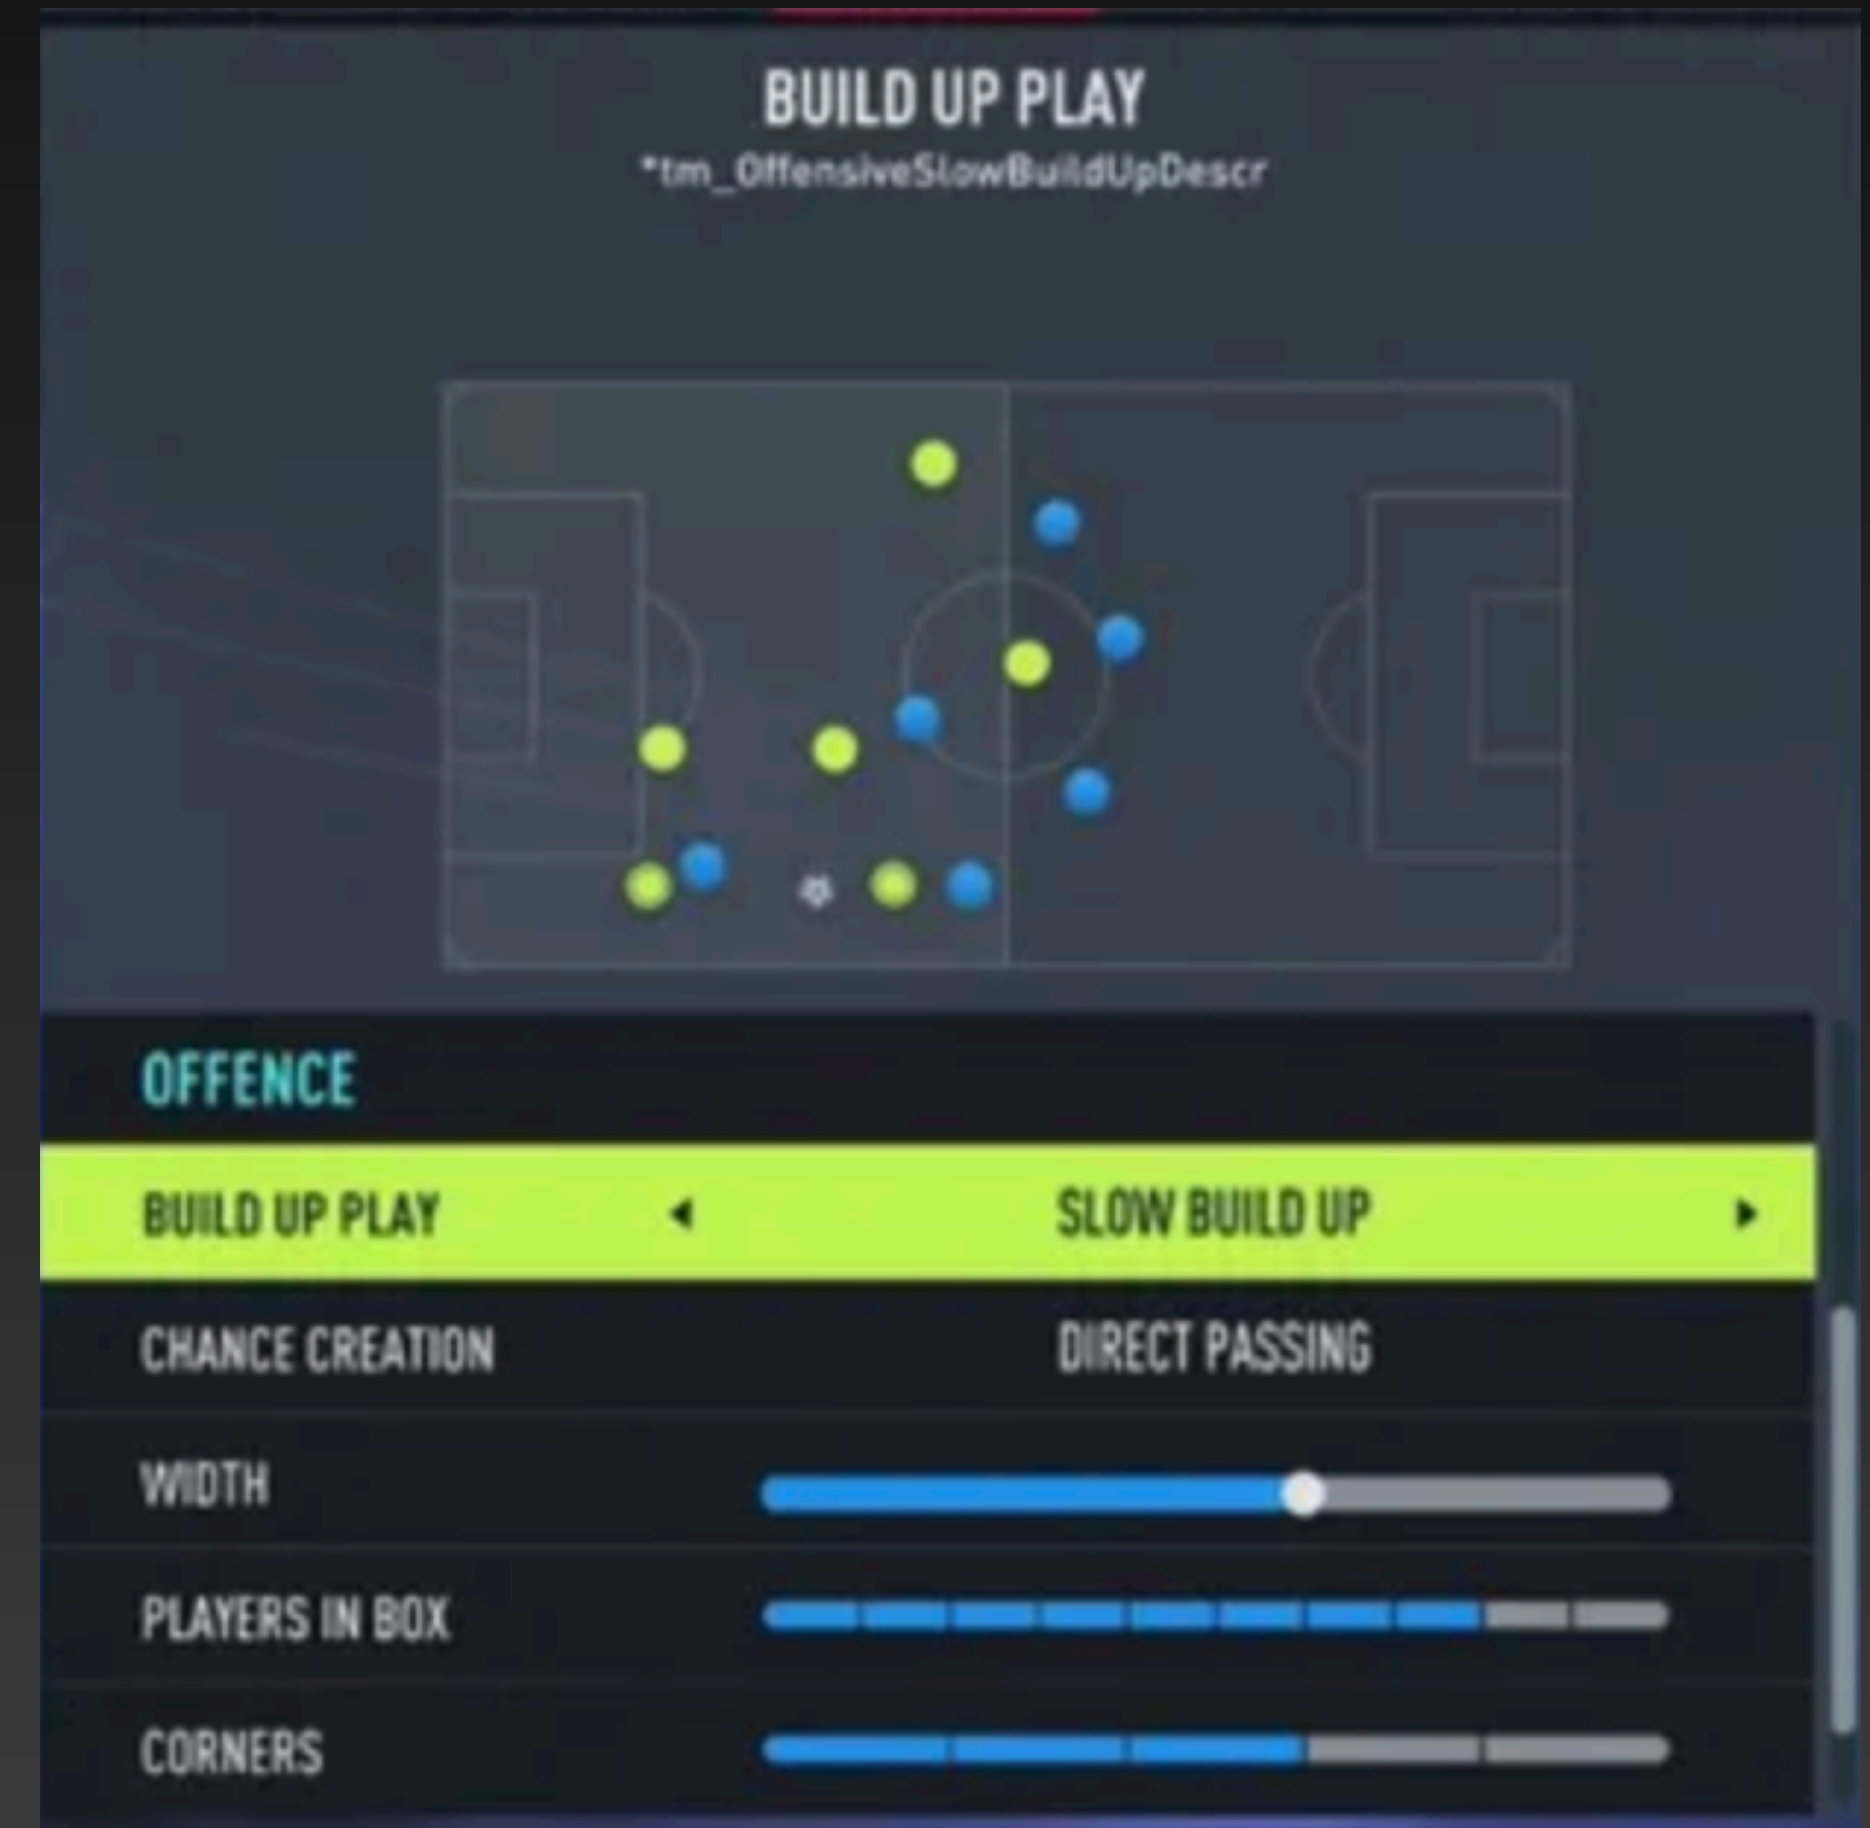 BUILD UP PLAY
*tm_OffensiveSlowBuildUpDescr
OFFENCE
BUILD UP PLAY SLOW BUILD UP
CHANCE CREATION DIRECT PASSING
WIDTH
PLAYERS IN BOX
CORNERS